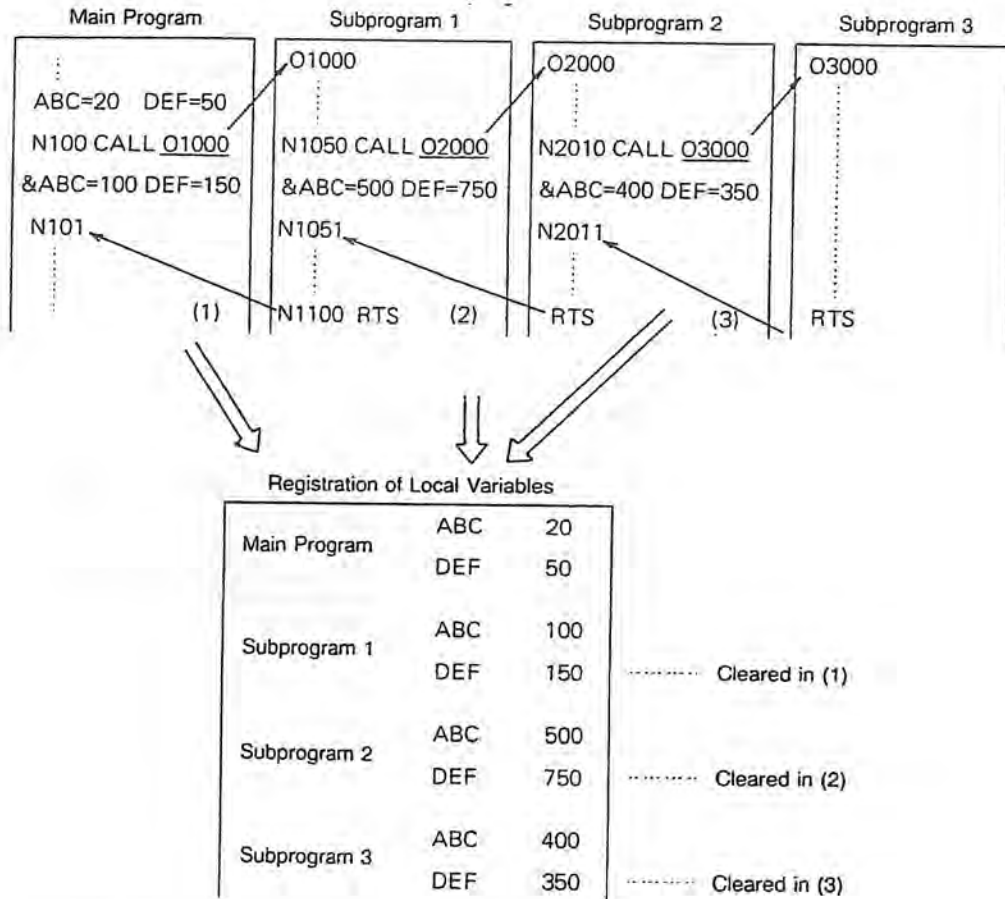 Main Program
Subprogram 1
Subprogram 2
Subprogram 3
ABC=20 DEF=50
N100 CALL O1000
&ABC=100 DEF=150
N101
(1)
O1000
N1050 CALL O2000
&ABC=500 DEF=750
N1051
N1100 RTS
(2)
O2000
N2010 CALL O3000
&ABC=400 DEF=350
N2011
RTS
(3)
O3000
RTS
Registration of Local Variables
Main Program
ABC 20
DEF 50
Subprogram 1
ABC 100
DEF 150 Cleared in (1)
Subprogram 2
ABC 500
DEF 750 Cleared in (2)
Subprogram 3
ABC 400
DEF 350 Cleared in (3)